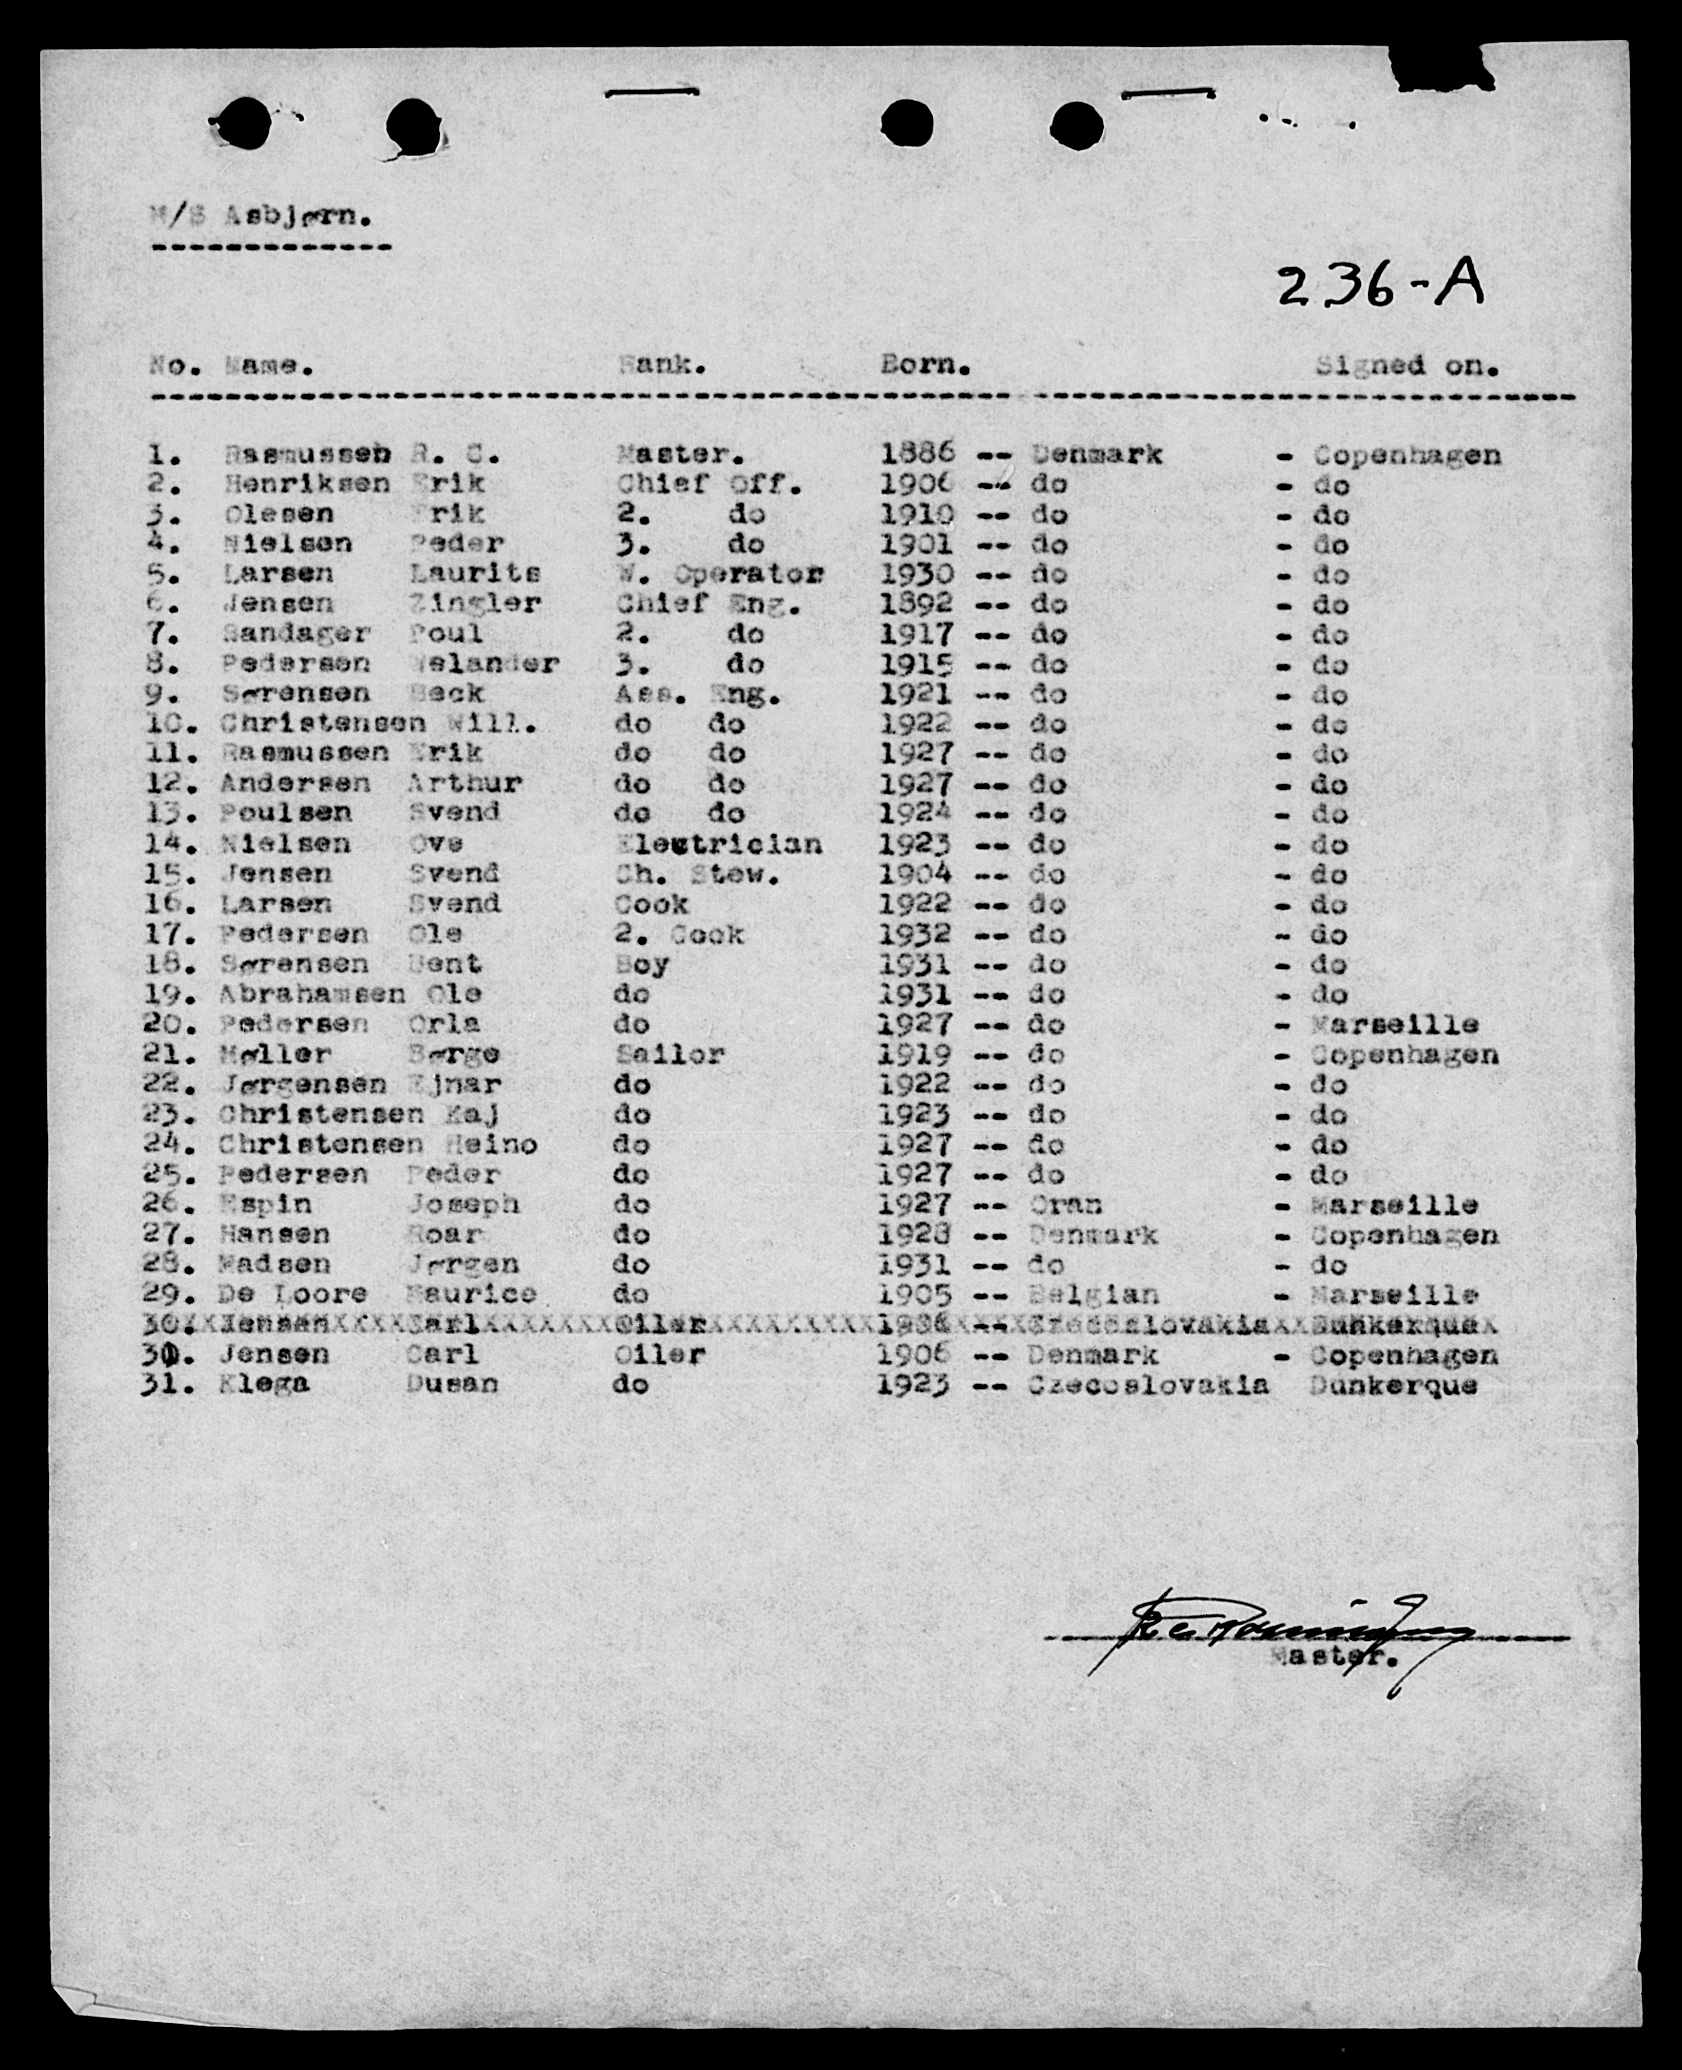 M/S Asbjørn.
236-A
No. Name. Rank. Born. Signed on.
1. Rasmussen R. C. Master. 1886 -- Denmark - Copenhagen
2. Henriksen Erik Chief Off. 1906 -- do - do
3. Olesen Erik 2. do 1910 -- do - do
4. Nielsen Peder 3. do 1901 -- do - do
5. Larsen Laurits W. Operator 1930 -- do - do
6. Jensen Zingler Chief Eng. 1892 -- do - do
7. Sandager Poul 2. do 1917 -- do - do
8. Pedersen Welander 3. do 1915 -- do - do
9. Sørensen Beck Ass. Eng. 1921 -- do - do
10. Christensen Will. do do 1922 -- do - do
11. Rasmussen Erik do do 1927 -- do - do
12. Andersen Arthur do do 1927 -- do - do
13. Poulsen Svend do do 1924 -- do - do
14. Nielsen Ove Electrician 1923 -- do - do
15. Jensen Svend Ch. Stew. 1904 -- do - do
16. Larsen Svend Cook 1922 -- do - do
17. Pedersen Ole 2. Cook 1932 -- do - do
18. Sørensen Bent Boy 1931 -- do - do
19. Abrahamsen Ole do 1931 -- do - do
20. Pedersen Orla do 1927 -- do - Marseille
21. Møller Børge Sailor 1919 -- do - Copenhagen
22. Jørgensen Ejnar do 1922 -- do - do
23. Christensen Kaj do 1923 -- do - do
24. Christensen Heino do 1927 -- do - do
25. Pedersen Peder do 1927 -- do - do
26. Espin Joseph do 1927 -- Oran - Marseille
27. Hansen Roar do 1928 -- Denmark - Copenhagen
28. Madsen Jørgen do 1931 -- do - do
29. De Loore Maurice do 1905 -- Belgian - Marseille
30. Jensen Carl Oiler 1906 -- Czecoslovakia Dunkerque
30. Jensen Carl Oiler 1906 -- Denmark - Copenhagen
31. Klega Dusan do 1923 -- Czecoslovakia Dunkerque
Master.